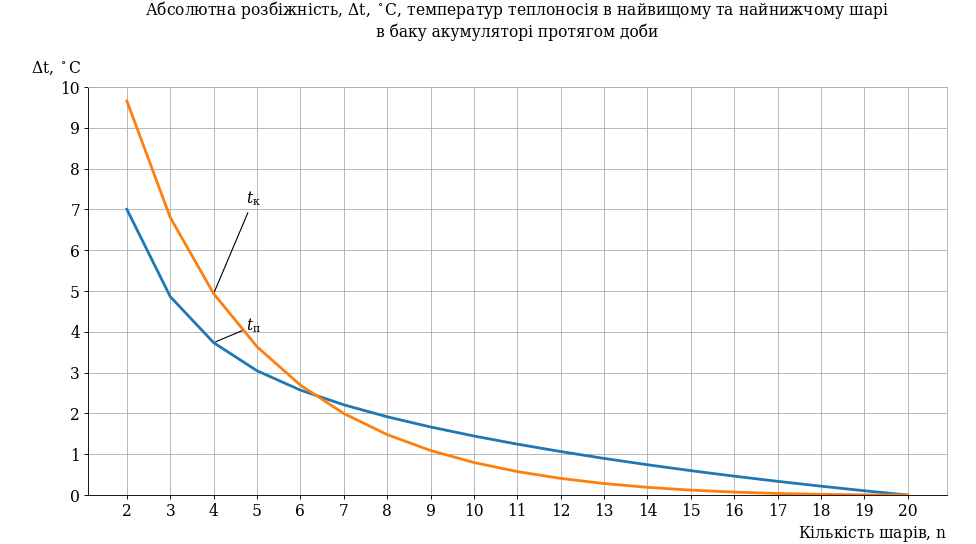 Абсолютна розбіжність, Δt, °C, температур теплоносія в найвищому та найнижчому шарі
в баку акумуляторі протягом доби
Δt, °C
10
9
8
7
6
5
4
3
2
1
0
tк
tп
2 3 4 5 6 7 8 9 10 11 12 13 14 15 16 17 18 19 20
Кількість шарів, n